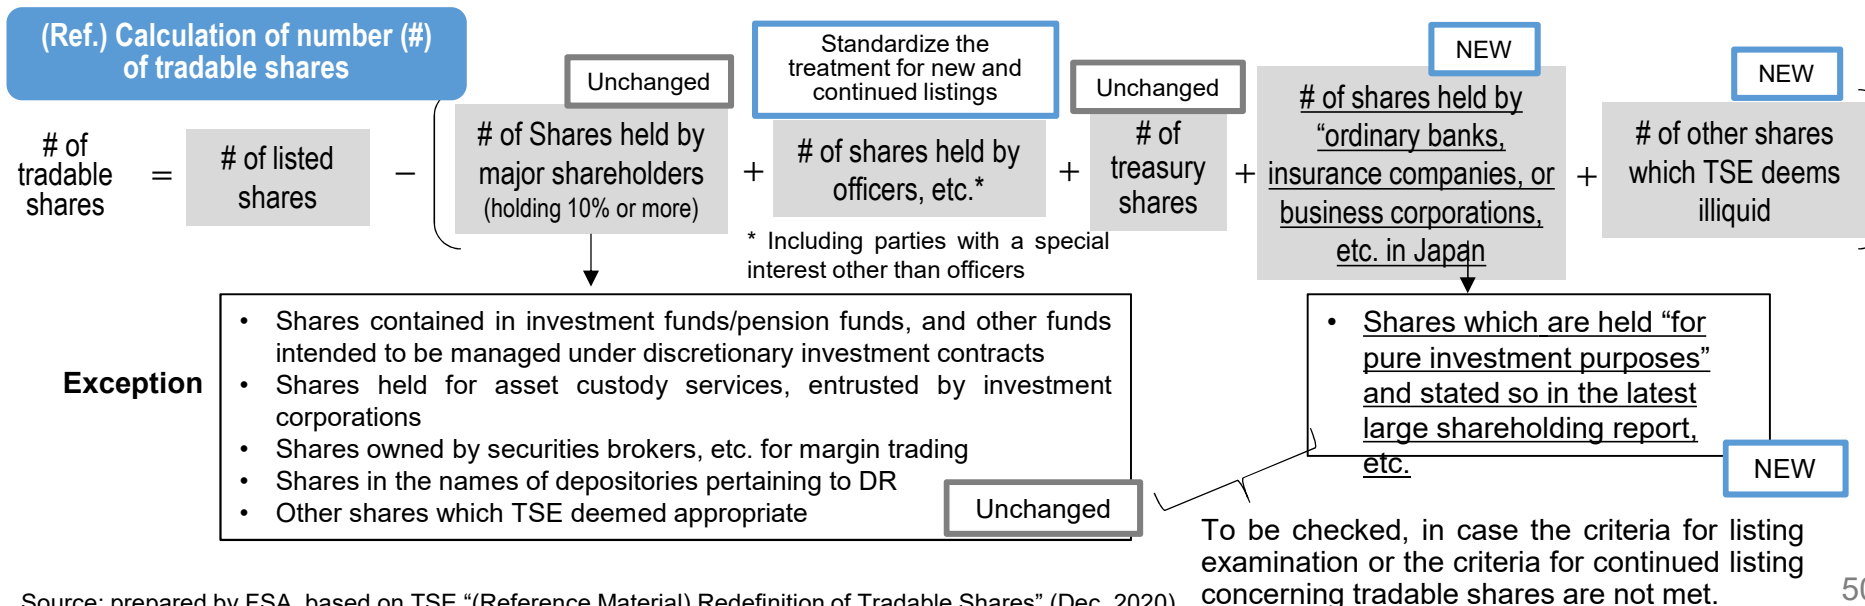 (Ref.) Calculation of number (#)
of tradable shares
Unchanged
Standardize the
treatment for new and
continued listings
Unchanged
NEW
NEW
# of
tradable
shares
=
# of listed
shares
−
# of Shares held by
major shareholders
(holding 10% or more)
+
# of shares held by
officers, etc.*
+
# of
treasury
shares
+
# of shares held by
“ordinary banks,
insurance companies, or
business corporations,
etc. in Japan
+
# of other shares
which TSE deems
illiquid
* Including parties with a special
interest other than officers
Exception
• Shares contained in investment funds/pension funds, and other funds
intended to be managed under discretionary investment contracts
• Shares held for asset custody services, entrusted by investment
corporations
• Shares owned by securities brokers, etc. for margin trading
• Shares in the names of depositories pertaining to DR
• Other shares which TSE deemed appropriate
Unchanged
• Shares which are held “for
pure investment purposes”
and stated so in the latest
large shareholding report,
etc.
NEW
To be checked, in case the criteria for listing
examination or the criteria for continued listing
concerning tradable shares are not met.
Source: prepared by FSA, based on TSE “(Reference Material) Redefinition of Tradable Shares” (Dec. 2020)